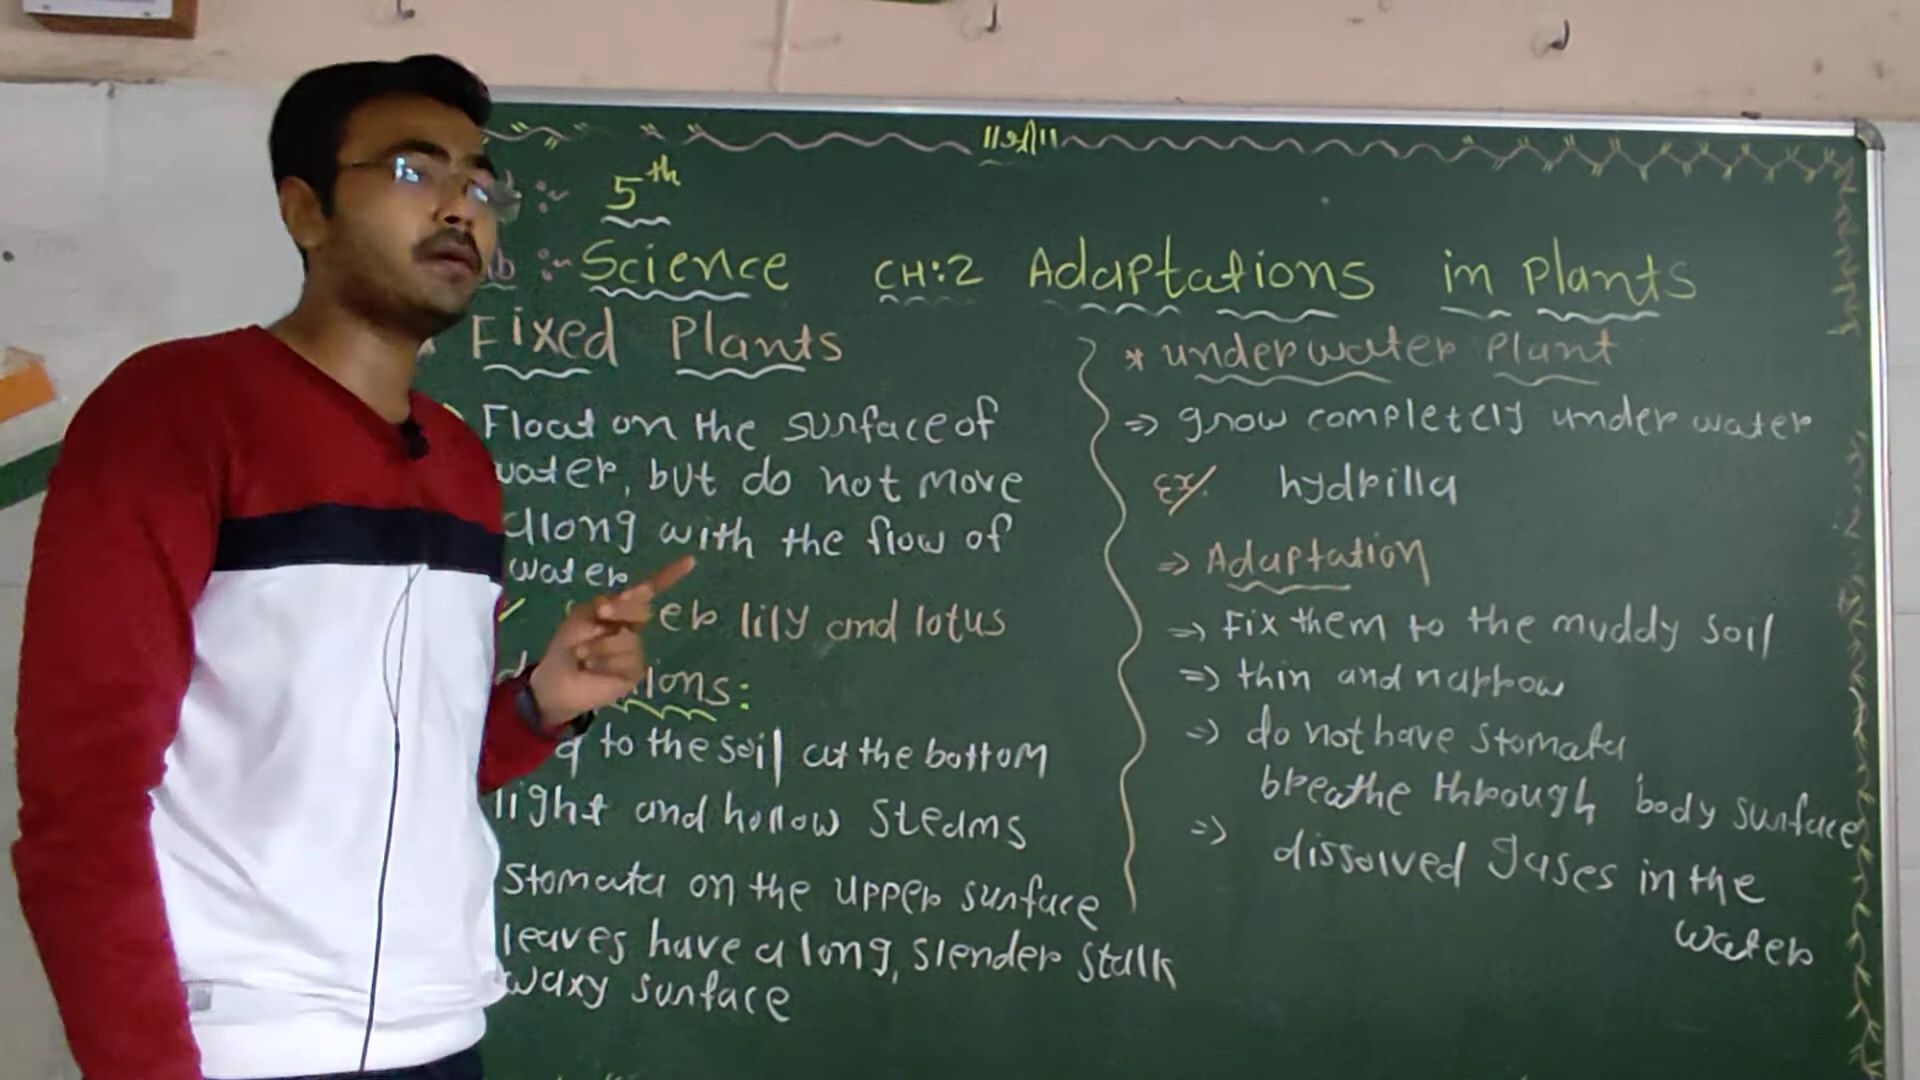 5th
Science CH:2 Adaptations in plants
Fixed Plants
Float on the surface of
water, but do not move
along with the flow of
water
lily and lotus
to the soil at the bottom
light and hollow steams
stomata on the upper surface
leaves have a long, slender stalk
waxy surface
* underwater plant
⇒ grow completely under water
Ex/. hydrilla
⇒ Adaptation
⇒ Fix them to the muddy soil
⇒ thin and narrow
⇒ do not have stomata
breathe through body surface
⇒ dissolved gases in the
water